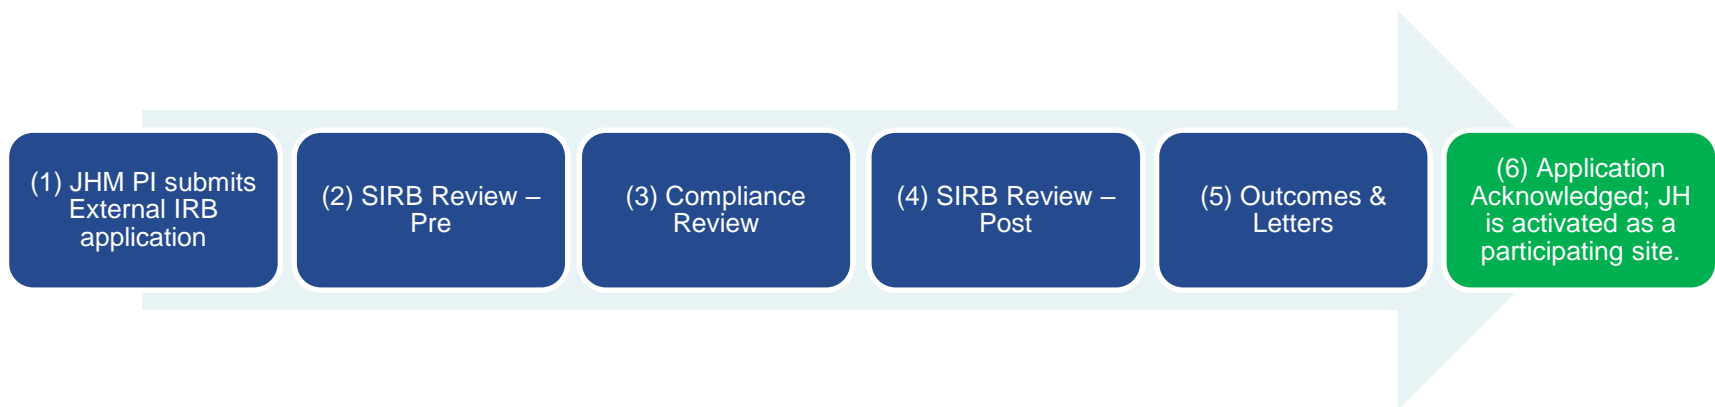 (1) JHM PI submits
External IRB
application
(2) SIRB Review –
Pre
(3) Compliance
Review
(4) SIRB Review –
Post
(5) Outcomes &
Letters
(6) Application
Acknowledged; JH
is activated as a
participating site.